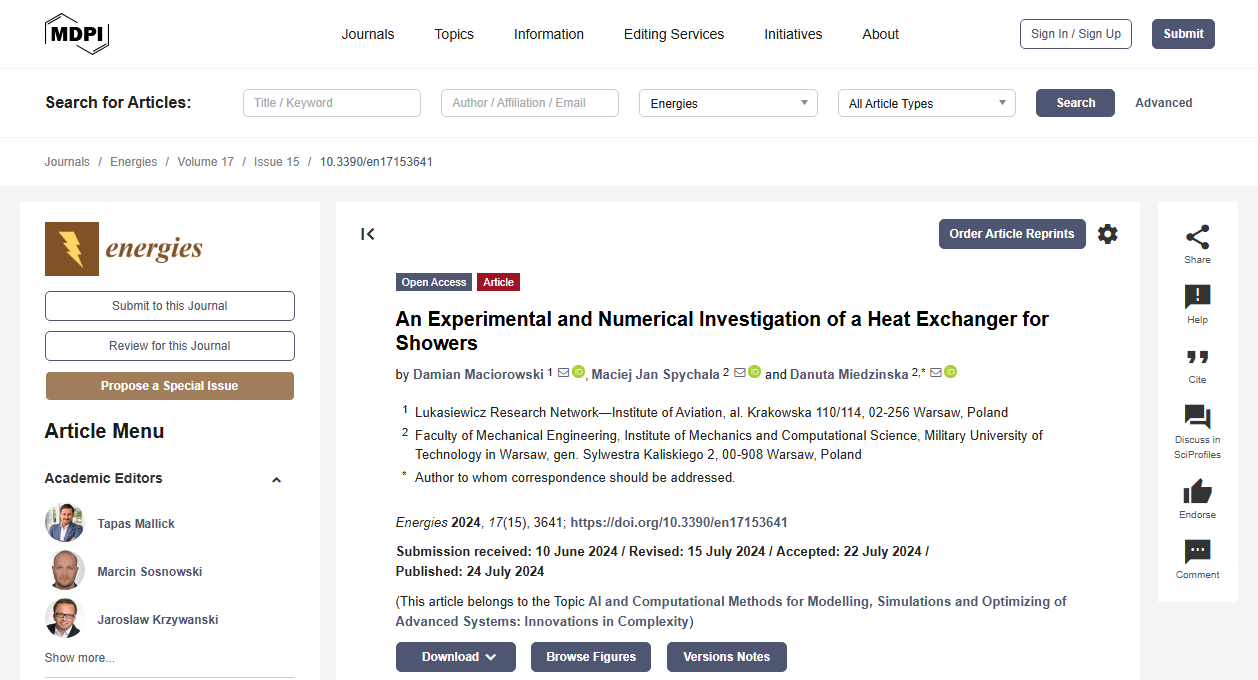 MDPI
Journals Topics Information Editing Services Initiatives About Sign In / Sign Up Submit
Search for Articles: Title / Keyword Author / Affiliation / Email Energies All Article Types Search Advanced
Journals / Energies / Volume 17 / Issue 15 / 10.3390/en17153641
energies
Submit to this Journal
Review for this Journal
Propose a Special Issue
Article Menu
Academic Editors
Tapas Mallick
Marcin Sosnowski
Jaroslaw Krzywanski
Show more...
Order Article Reprints
Open Access Article
An Experimental and Numerical Investigation of a Heat Exchanger for
Showers
by Damian Maciorowski 1 iD, Maciej Jan Spychala 2 iD and Danuta Miedzinska 2,* iD
1 Lukasiewicz Research Network—Institute of Aviation, al. Krakowska 110/114, 02-256 Warsaw, Poland
2 Faculty of Mechanical Engineering, Institute of Mechanics and Computational Science, Military University of
Technology in Warsaw, gen. Sylwestra Kaliskiego 2, 00-908 Warsaw, Poland
* Author to whom correspondence should be addressed.
Energies 2024, 17(15), 3641; https://doi.org/10.3390/en17153641
Submission received: 10 June 2024 / Revised: 15 July 2024 / Accepted: 22 July 2024 /
Published: 24 July 2024
(This article belongs to the Topic AI and Computational Methods for Modelling, Simulations and Optimizing of
Advanced Systems: Innovations in Complexity)
Download Browse Figures Versions Notes
Share
Help
Cite
Discuss in
SciProfiles
Endorse
Comment